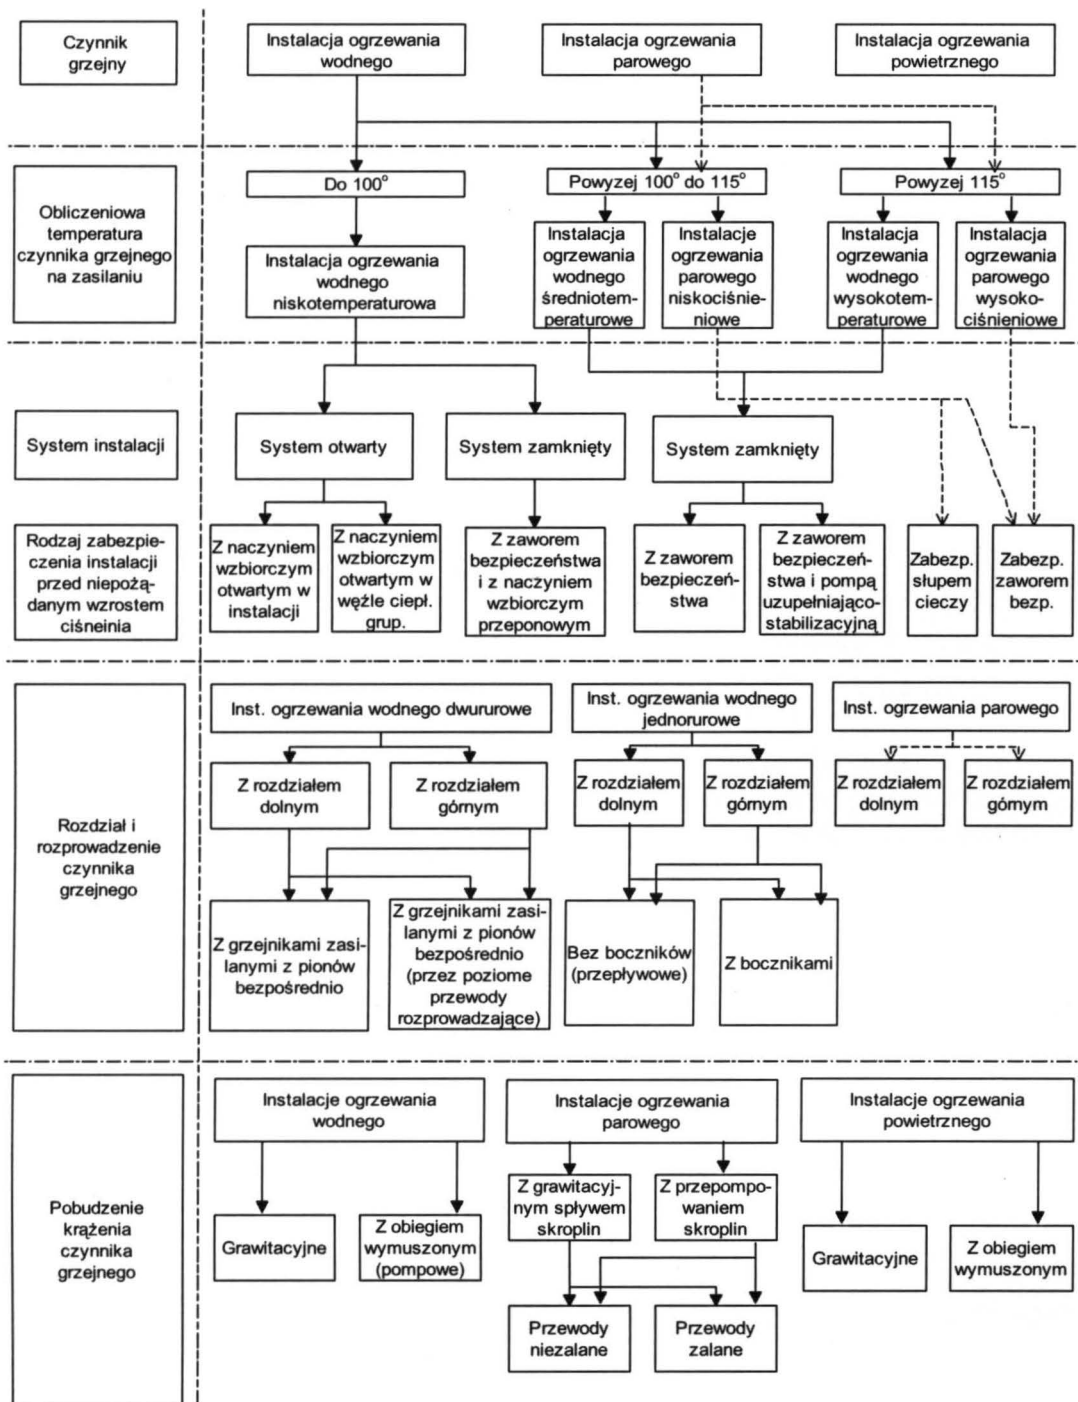 Czynnik
grzejny
Instalacja ogrzewania
wodnego
Instalacja ogrzewania
parowego
Instalacja ogrzewania
powietrznego
Obliczeniowa
temperatura
czynnika grzejnego
na zasilaniu
Do 100°
Powyzej 100° do 115°
Powyzej 115°
Instalacja ogrzewania
wodnego
niskotemperaturowa
Instalacja
ogrzewania
wodnego
średniotem-
peraturowe
Instalacje
ogrzewania
parowego
niskociśnie-
niowe
Instalacja
ogrzewania
wodnego
wysokotem-
peraturowe
Instalacja
ogrzewania
parowego
wysoko-
ciśnieniowe
System instalacji
System otwarty
System zamknięty
System zamknięty
Rodzaj zabezpie-
czenia instalacji
przed niepożą-
danym wzrostem
ciśneinia
Z naczyniem
wzbiorczym
otwartym w
instalacji
Z naczyniem
wzbiorczym
otwartym w
węźle ciepł.
grup.
Z zaworem
bezpieczeństwa
i z naczyniem
wzbiorczym
przeponowym
Z zaworem
bezpieczeń-
stwa
Z zaworem
bezpieczeń-
stwa i pompą
uzupełniająco-
stabilizacyjną
Zabezp.
słupem
cieczy
Zabezp.
zaworem
bezp.
Rozdział i
rozprowadzenie
czynnika
grzejnego
Inst. ogrzewania wodnego dwururowe
Inst. ogrzewania wodnego
jednorurowe
Inst. ogrzewania parowego
Z rozdziałem
dolnym
Z rozdziałem
górnym
Z rozdziałem
dolnym
Z rozdziałem
górnym
Z rozdziałem
dolnym
Z rozdziałem
górnym
Z grzejnikami zasi-
lanymi z pionów
bezpośrednio
Z grzejnikami zasi-
lanymi z pionów
bezpośrednio
(przez poziome
przewody
rozprowadzające)
Bez boczników
(przepływowe)
Z bocznikami
Pobudzenie
krążenia
czynnika
grzejnego
Instalacje ogrzewania
wodnego
Instalacje ogrzewania
parowego
Instalacje ogrzewania
powietrznego
Grawitacyjne
Z obiegiem
wymuszonym
(pompowe)
Z grawitacyj-
nym spływem
skroplin
Z przepompo-
waniem
skroplin
Grawitacyjne
Z obiegiem
wymuszonym
Przewody
niezalane
Przewody
zalane